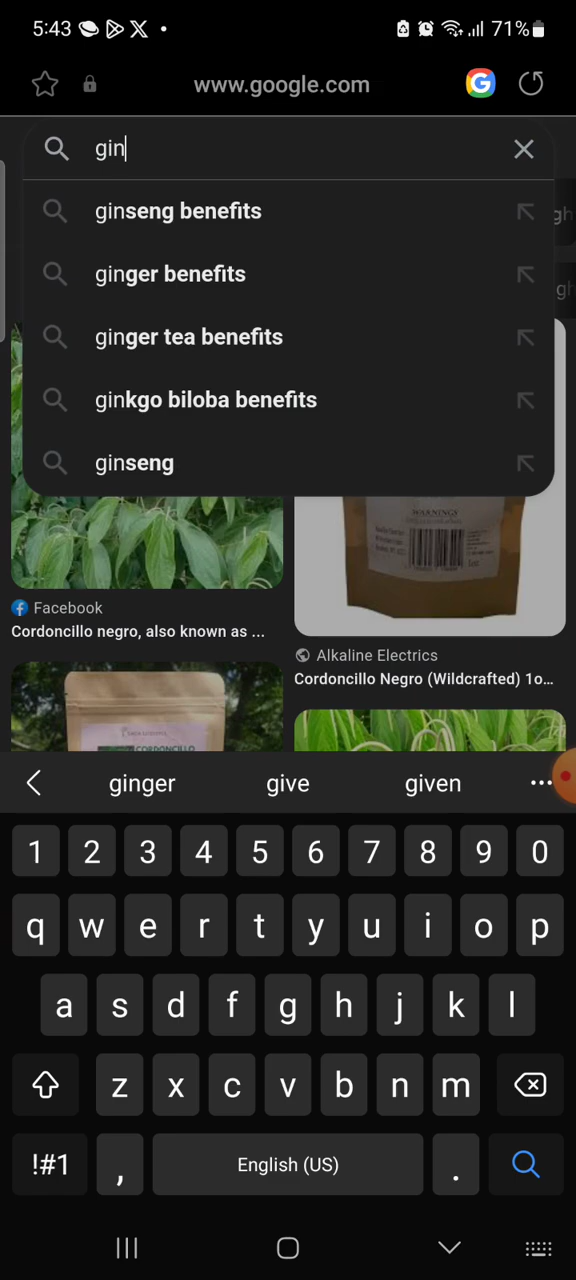 5:43
71%
www.google.com
gin
ginseng benefits
ginger benefits
ginger tea benefits
ginkgo biloba benefits
ginseng
gh
gh
WARNINGS
Facebook
Cordoncillo negro, also known as ...
Alkaline Electrics
Cordoncillo Negro (Wildcrafted) 1o...
CORDONCILLO
ginger give given ...
1 2 3 4 5 6 7 8 9 0
q w e r t y u i o p
a s d f g h j k l
z x c v b n m
!#1 , English (US) .